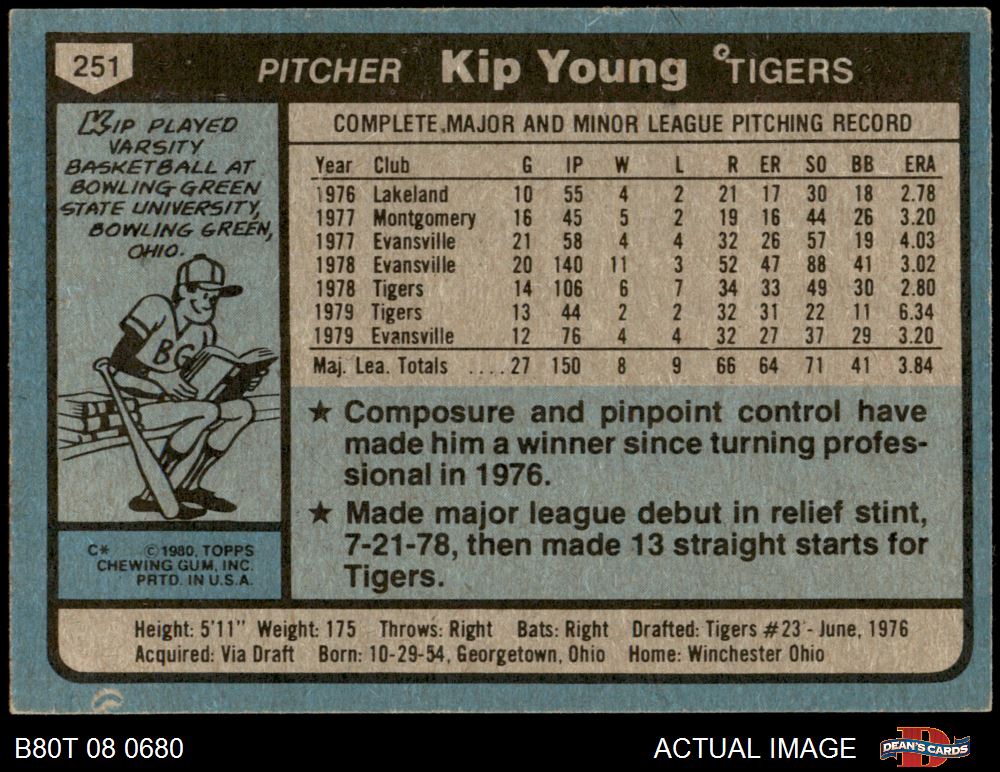 251 PITCHER Kip Young TIGERS
KIP PLAYED
VARSITY
BASKETBALL AT
BOWLING GREEN
STATE UNIVERSITY,
BOWLING GREEN,
OHIO.
BG
C* © 1980, TOPPS
CHEWING GUM, INC.
PRTD. IN U.S.A.
COMPLETE MAJOR AND MINOR LEAGUE PITCHING RECORD
Year Club G IP W L R ER SO BB ERA
1976 Lakeland 10 55 4 2 21 17 30 18 2.78
1977 Montgomery 16 45 5 2 19 16 44 26 3.20
1977 Evansville 21 58 4 4 32 26 57 19 4.03
1978 Evansville 20 140 11 3 52 47 88 41 3.02
1978 Tigers 14 106 6 7 34 33 49 30 2.80
1979 Tigers 13 44 2 2 32 31 22 11 6.34
1979 Evansville 12 76 4 4 32 27 37 29 3.20
Maj. Lea. Totals ....27 150 8 9 66 64 71 41 3.84
★ Composure and pinpoint control have
made him a winner since turning profes-
sional in 1976.
★ Made major league debut in relief stint,
7-21-78, then made 13 straight starts for
Tigers.
Height: 5'11" Weight: 175 Throws: Right Bats: Right Drafted: Tigers #23 - June, 1976
Acquired: Via Draft Born: 10-29-54, Georgetown, Ohio Home: Winchester Ohio
B80T 08 0680 ACTUAL IMAGE DEAN'S CARDS